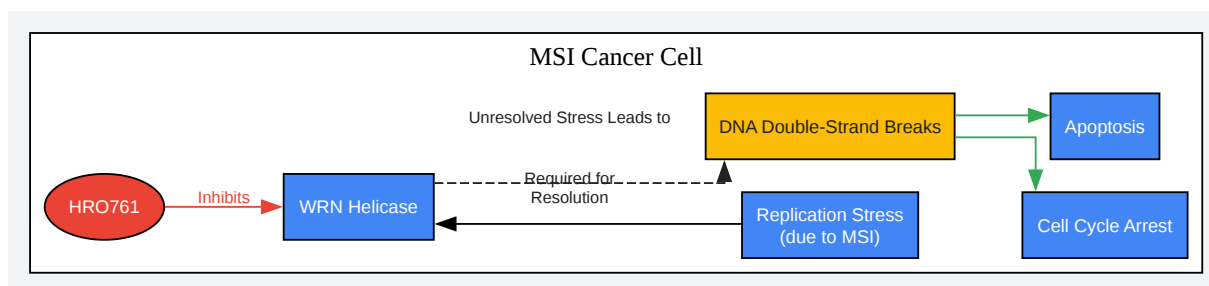 MSI Cancer Cell
Unresolved Stress Leads to
DNA Double-Strand Breaks
Apoptosis
HRO761
Inhibits
WRN Helicase
Required for
Resolution
Replication Stress
(due to MSI)
Cell Cycle Arrest